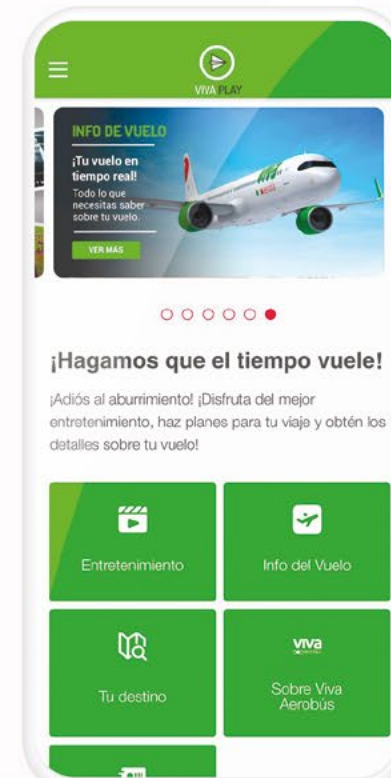 VIVA PLAY
INFO DE VUELO
¡Tu vuelo en
tiempo real!
Todo lo que
necesitas saber
sobre tu vuelo.
VER MÁS
viva
¡Hagamos que el tiempo vuele!
¡Adiós al aburrimiento! ¡Disfruta del mejor
entretenimiento, haz planes para tu viaje y obtén los
detalles sobre tu vuelo!
Entretenimiento
Info del Vuelo
Tu destino
viva
Sobre Viva
Aerobús